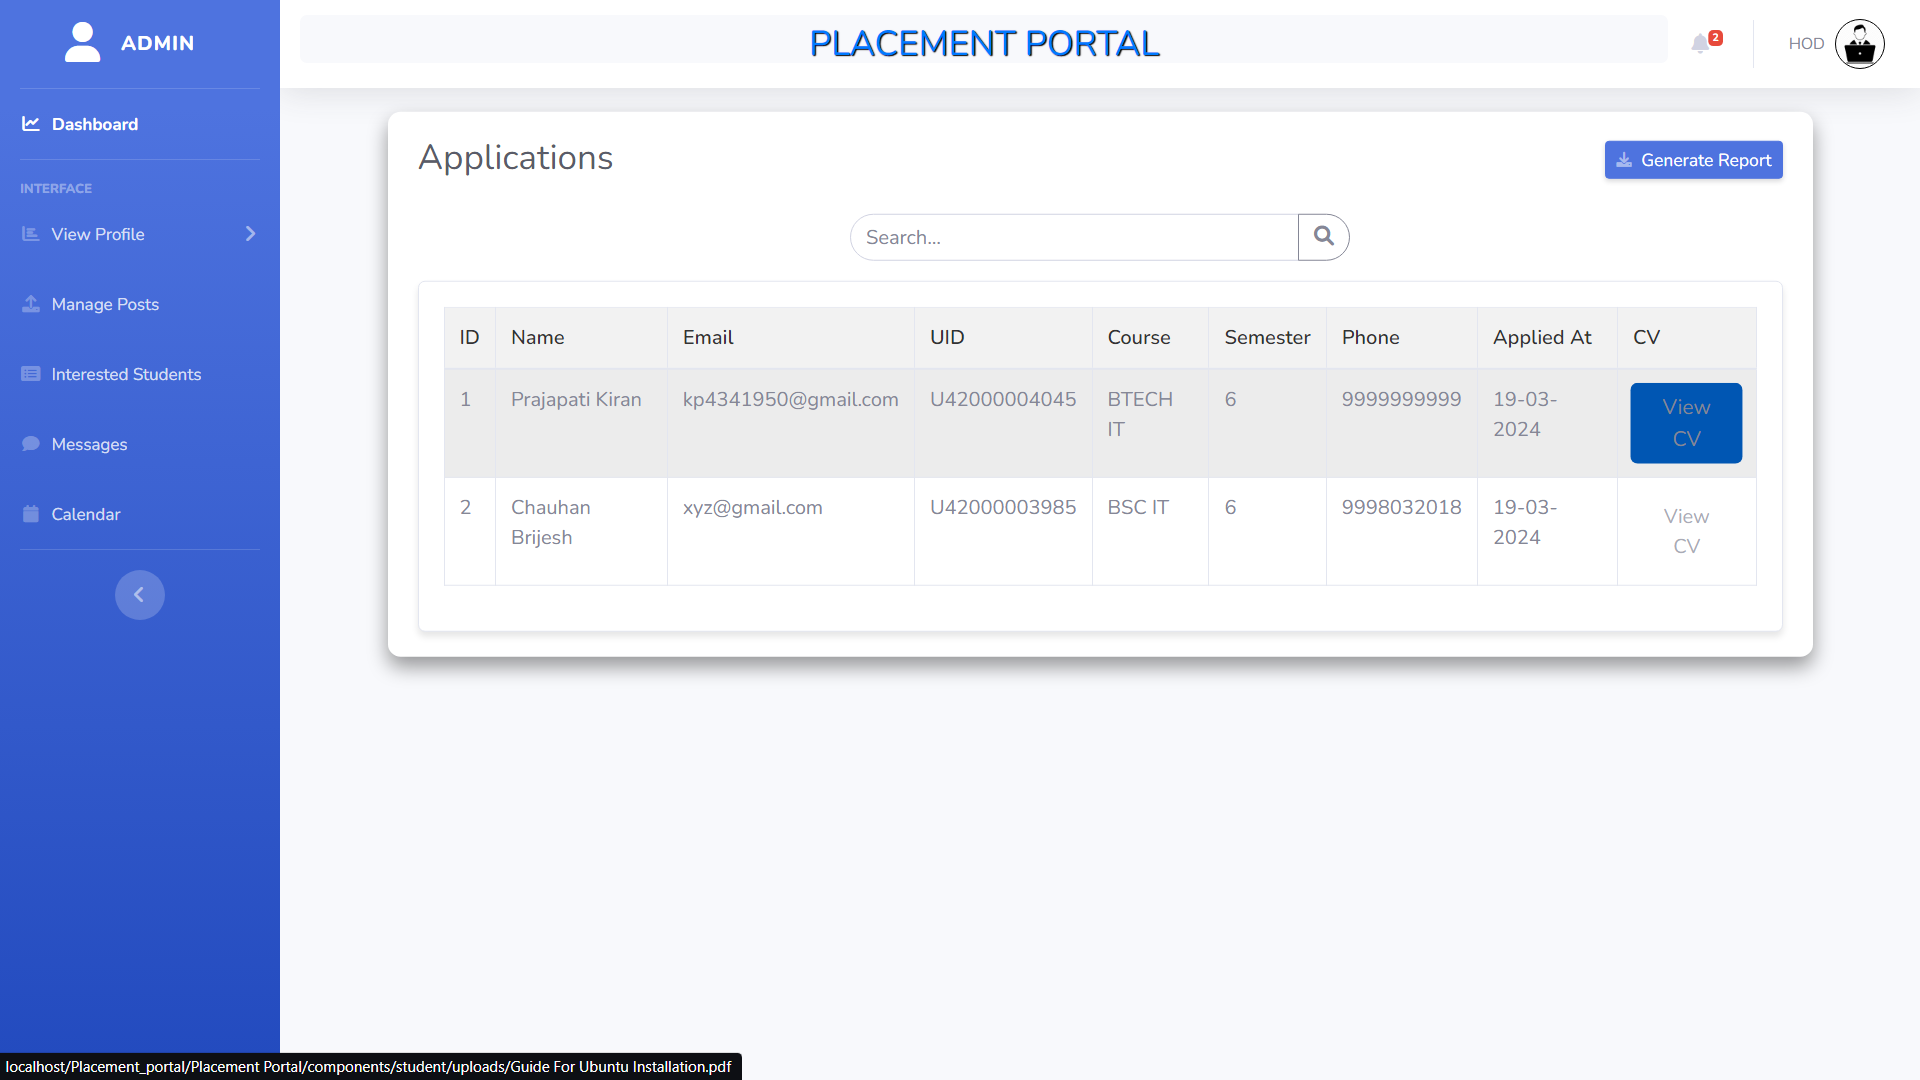 ADMIN
PLACEMENT PORTAL
2
HOD
Dashboard
INTERFACE
View Profile
Manage Posts
Interested Students
Messages
Calendar
Applications
Generate Report
Search...
ID Name Email UID Course Semester Phone Applied At CV
1 Prajapati Kiran kp4341950@gmail.com U42000004045 BTECH 6 9999999999 19-03- View
IT 2024 CV
2 Chauhan xyz@gmail.com U42000003985 BSC IT 6 9998032018 19-03- View
Brijesh 2024 CV
localhost/Placement_portal/Placement Portal/components/student/uploads/Guide For Ubuntu Installation.pdf